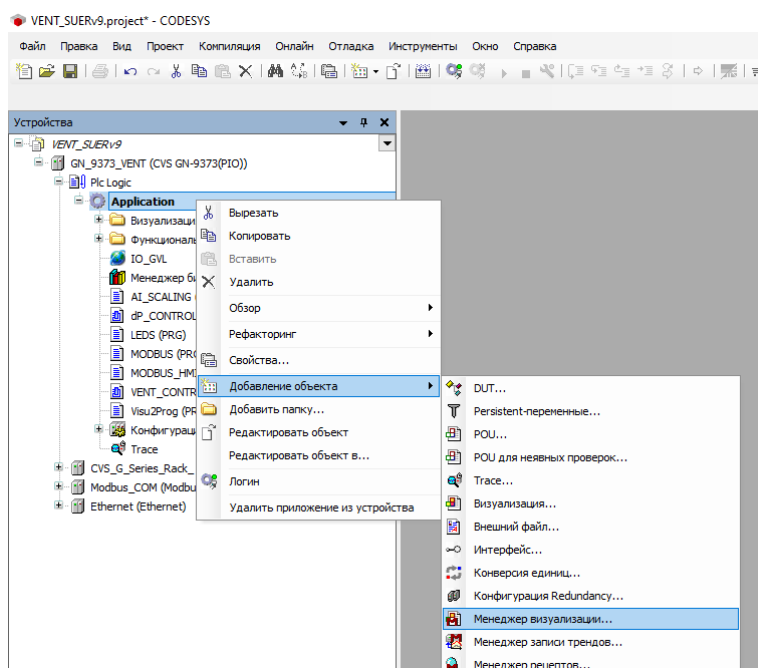 VENT_SUERv9.project* - CODESYS
Файл Правка Вид Проект Компиляция Онлайн Отладка Инструменты Окно Справка
Устройства
VENT_SUERv9
GN_9373_VENT (CVS GN-9373(PIO))
Plc Logic
Application
Визуализаци
Функциональ
IO_GVL
Менеджер би
AI_SCALING
dP_CONTROL
LEDS (PRG)
MODBUS (PRG
MODBUS_HMI
VENT_CONTR
Visu2Prog (PR
Конфигурац
Trace
CVS_G_Series_Rack_
Modbus_COM (Modbu
Ethernet (Ethernet)
Вырезать
Копировать
Вставить
Удалить
Обзор
Рефакторинг
Свойства...
Добавление объекта
Добавить папку...
Редактировать объект
Редактировать объект в...
Логин
Удалить приложение из устройства
DUT...
Persistent-переменные...
POU...
POU для неявных проверок...
Trace...
Визуализация...
Внешний файл...
Интерфейс...
Конверсия единиц...
Конфигурация Redundancy...
Менеджер визуализации...
Менеджер записи трендов...
Менеджер рецептов...